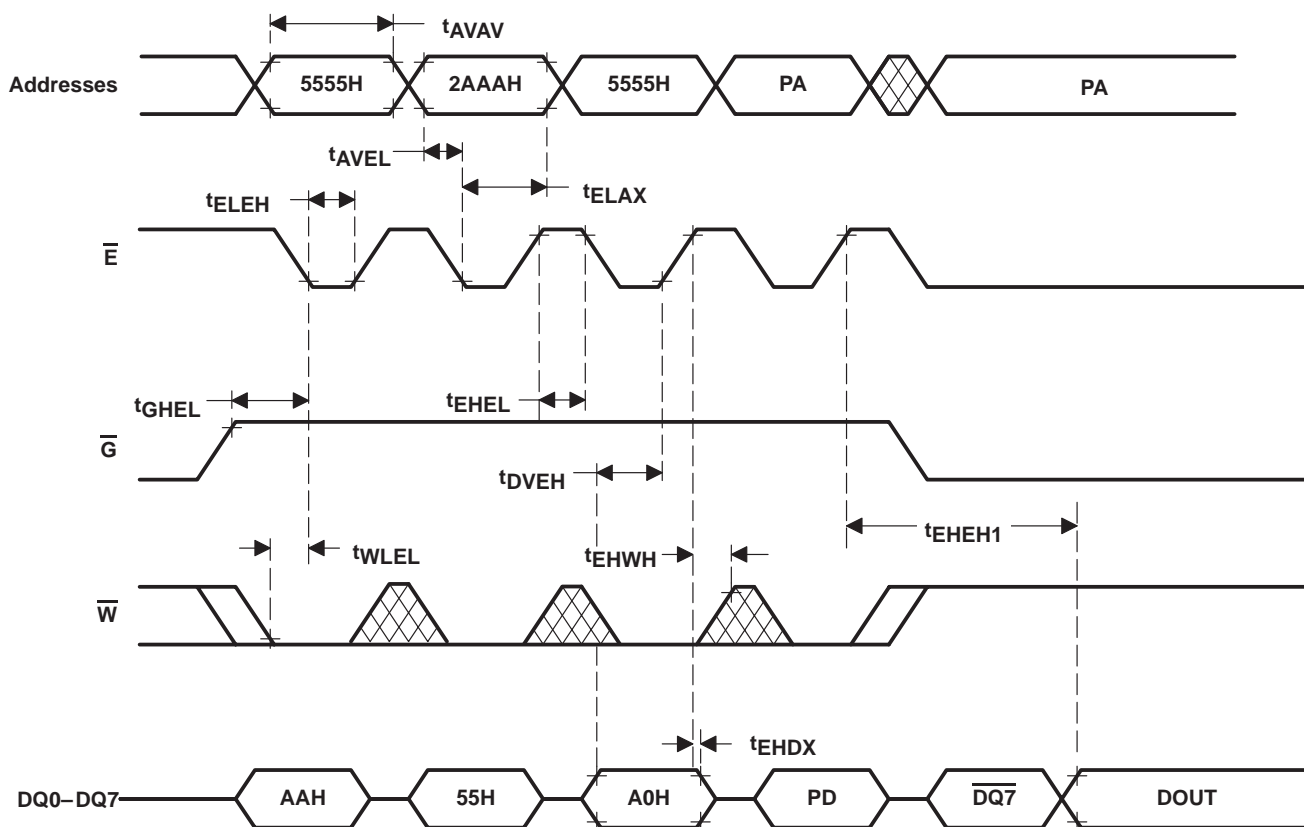 tAVAV
Addresses 5555H 2AAAH 5555H PA PA
tAVEL
tELEH tELAX
E̅
tGHEL tEHEL
G̅
tDVEH
tEHEH1
tWLEL tEHWH
W̅
tEHDX
DQ0–DQ7 AAH 55H A0H PD D̅Q̅7̅ DOUT